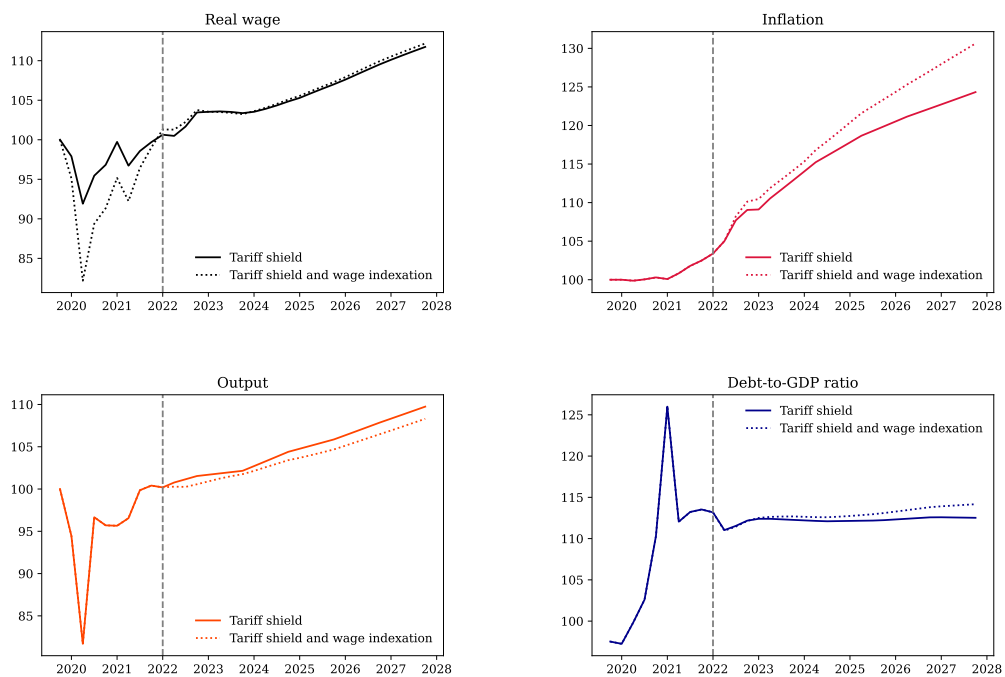 Real wage
110
105
100
95
90
85
Tariff shield
Tariff shield and wage indexation
2020 2021 2022 2023 2024 2025 2026 2027 2028
Inflation
130
125
120
115
110
105
100
Tariff shield
Tariff shield and wage indexation
2020 2021 2022 2023 2024 2025 2026 2027 2028
Output
110
105
100
95
90
85
Tariff shield
Tariff shield and wage indexation
2020 2021 2022 2023 2024 2025 2026 2027 2028
Debt-to-GDP ratio
125
120
115
110
105
100
Tariff shield
Tariff shield and wage indexation
2020 2021 2022 2023 2024 2025 2026 2027 2028